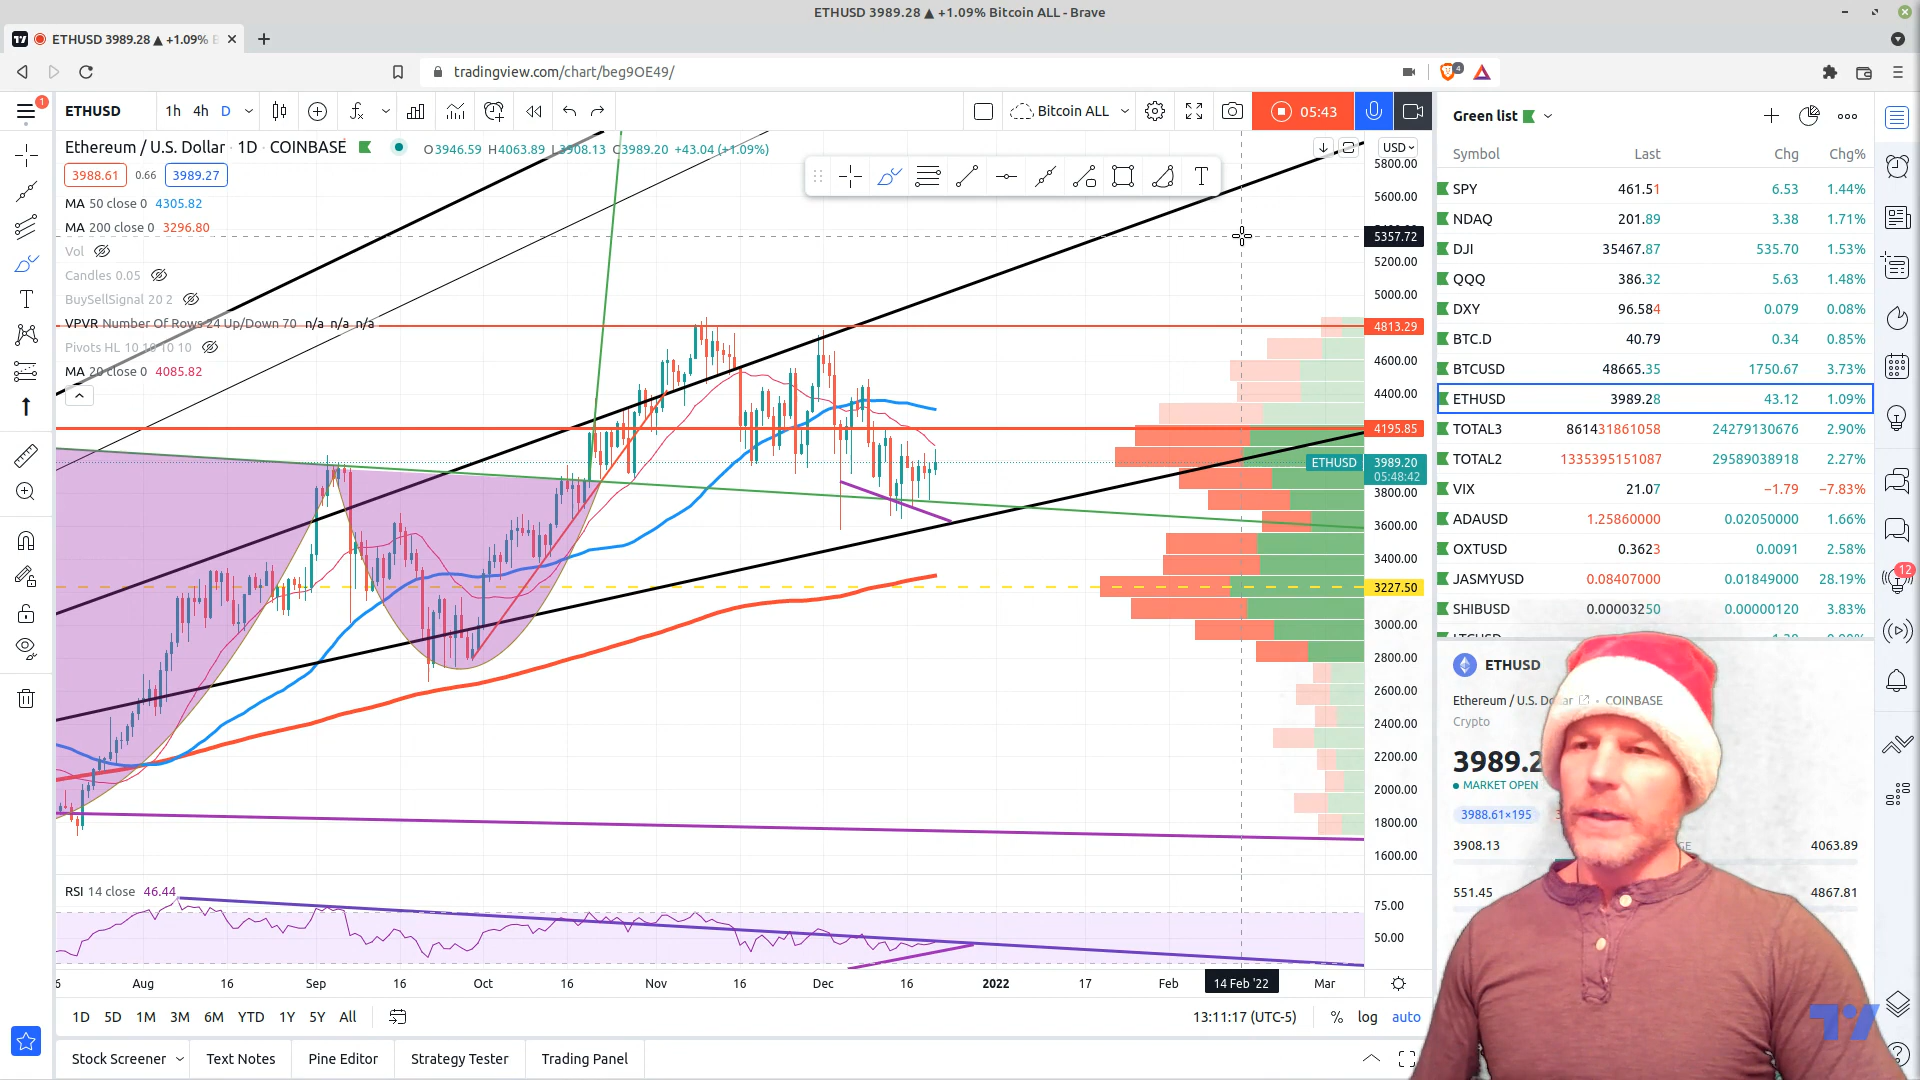 ETHUSD 3989.28 ▲ +1.09% Bitcoin ALL - Brave
ETHUSD 3989.28 ▲ +1.09%
tradingview.com/chart/beg9OE49/
4
1
ETHUSD 1h 4h D Bitcoin ALL 05:43
Green list
Ethereum / U.S. Dollar · 1D · COINBASE O3946.59 H4063.89 L3908.13 C3989.20 +43.04 (+1.09%)
USD
3988.61 0.66 3989.27
MA 50 close 0 4305.82
MA 200 close 0 3296.80
Vol
Candles 0.05
BuySellSignal 20 2
VPVR Number Of Rows 24 Up/Down 70 n/a n/a n/a
Pivots HL 10 10 10 10
MA 20 close 0 4085.82
5800.00
5600.00
5357.72
5200.00
5000.00
4813.29
4600.00
4400.00
4195.85
ETHUSD 3989.20
05:48:42
3800.00
3600.00
3400.00
3227.50
3000.00
2800.00
2600.00
2400.00
2200.00
2000.00
1800.00
1600.00
RSI 14 close 46.44
75.00
50.00
6 Aug 16 Sep 16 Oct 16 Nov 16 Dec 16 2022 17 Feb 14 Feb '22 Mar
1D 5D 1M 3M 6M YTD 1Y 5Y All 13:11:17 (UTC-5) % log auto
Stock Screener Text Notes Pine Editor Strategy Tester Trading Panel
Symbol Last Chg Chg%
SPY 461.51 6.53 1.44%
NDAQ 201.89 3.38 1.71%
DJI 35467.87 535.70 1.53%
QQQ 386.32 5.63 1.48%
DXY 96.584 0.079 0.08%
BTC.D 40.79 0.34 0.85%
BTCUSD 48665.35 1750.67 3.73%
ETHUSD 3989.28 43.12 1.09%
TOTAL3 861431861058 24279130676 2.90%
TOTAL2 1335395151087 29589038918 2.27%
VIX 21.07 −1.79 −7.83%
ADAUSD 1.25860000 0.02050000 1.66%
OXTUSD 0.3623 0.0091 2.58%
JASMYUSD 0.08407000 0.01849000 28.19%
SHIBUSD 0.00003250 0.00000120 3.83%
12
ETHUSD
Ethereum / U.S. Do ar · COINBASE
Crypto
3989.2
MARKET OPEN
3988.61×195
3908.13 4063.89
551.45 4867.81